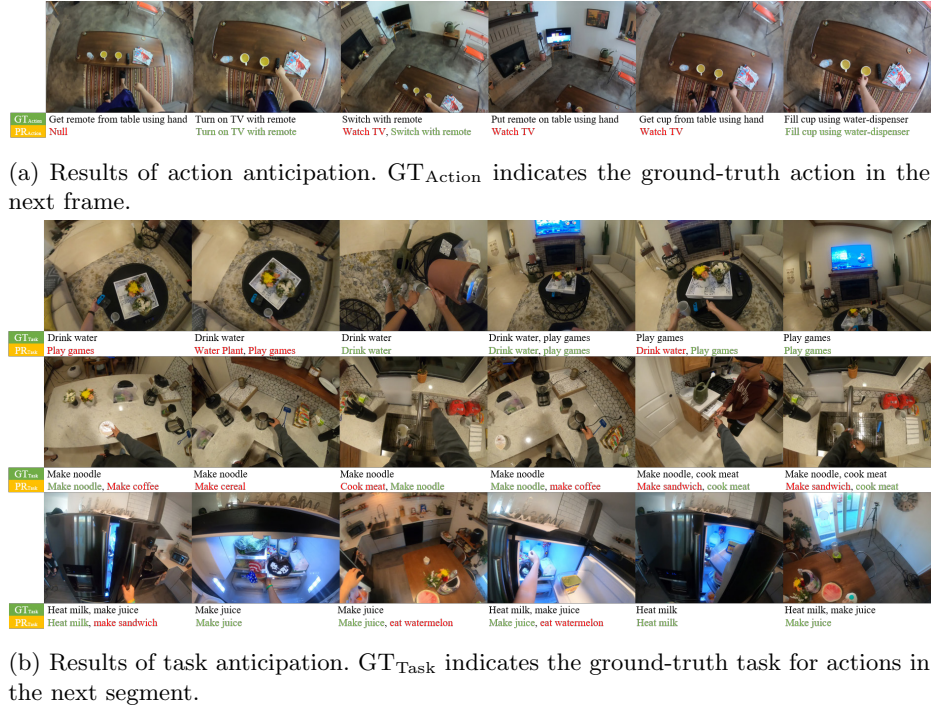 GT Action Get remote from table using hand Turn on TV with remote Switch with remote Put remote on table using hand Get cup from table using hand Fill cup using water-dispenser
PR Action Null Turn on TV with remote Watch TV, Switch with remote Watch TV Watch TV Fill cup using water-dispenser
(a) Results of action anticipation. GT Action indicates the ground-truth action in the
next frame.
GT Task Drink water Drink water Drink water Drink water, play games Play games Play games
PR Task Play games Water Plant, Play games Drink water Drink water, play games Drink water, Play games Play games
GT Task Make noodle Make noodle Make noodle Make noodle Make noodle, cook meat Make noodle, cook meat
PR Task Make noodle, Make coffee Make cereal Cook meat, Make noodle Make noodle, make coffee Make sandwich, cook meat Make sandwich, cook meat
GT Task Heat milk, make juice Make juice Make juice Heat milk, make juice Heat milk Heat milk, make juice
PR Task Heat milk, make sandwich Make juice Make juice, eat watermelon Make juice, eat watermelon Heat milk Make juice
(b) Results of task anticipation. GT Task indicates the ground-truth task for actions in
the next segment.